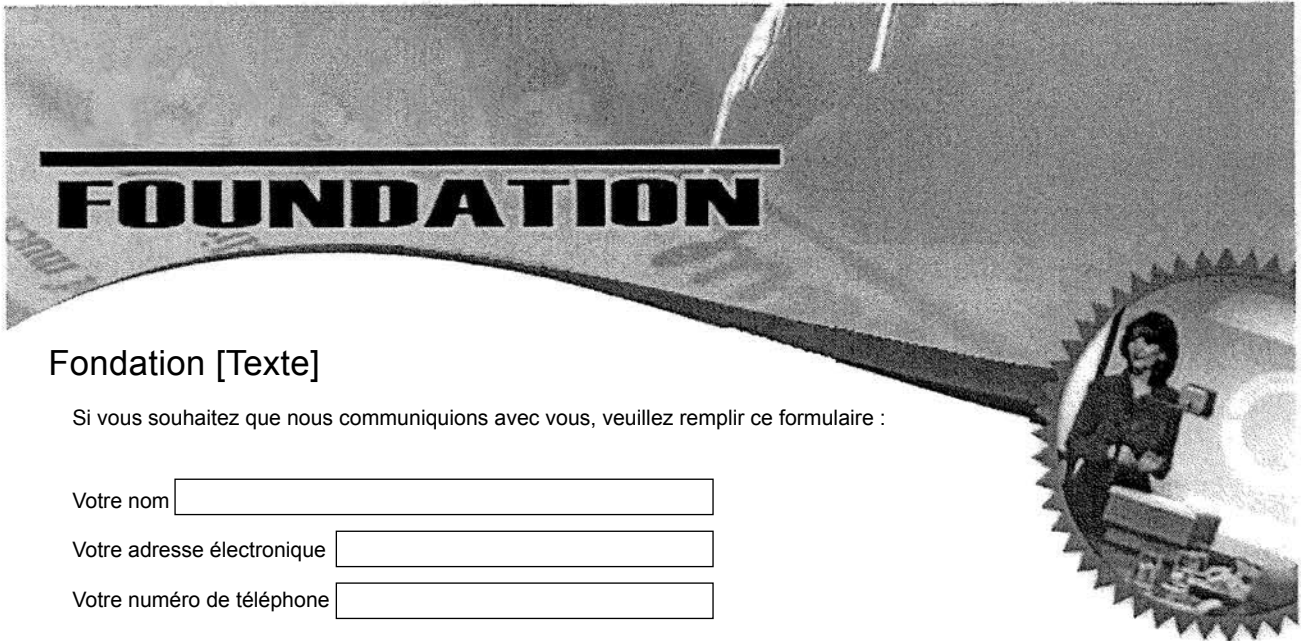 FOUNDATION
Fondation [Texte]
Si vous souhaitez que nous communiquions avec vous, veuillez remplir ce formulaire :
Votre nom
Votre adresse électronique
Votre numéro de téléphone